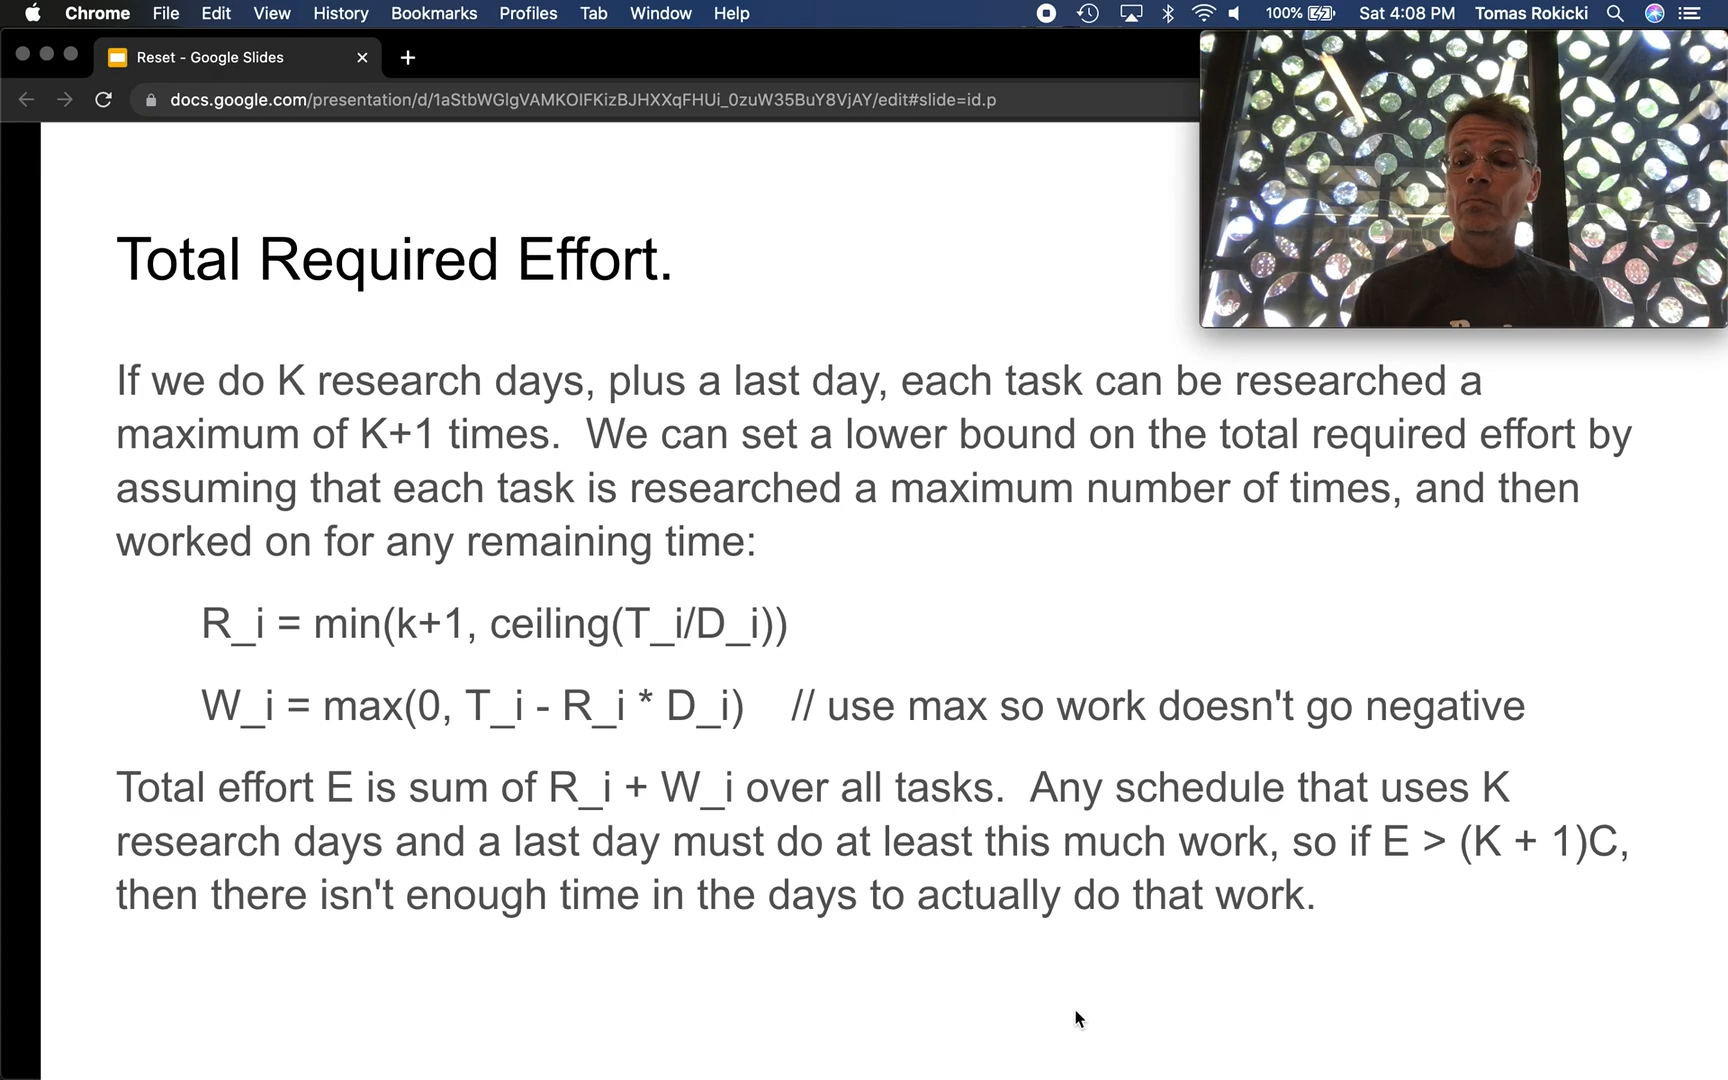 Chrome File Edit View History Bookmarks Profiles Tab Window Help 100% Sat 4:08 PM Tomas Rokicki
Reset - Google Slides
docs.google.com/presentation/d/1aStbWGlgVAMKOIFKizBJHXXqFHUi_0zuW35BuY8VjAY/edit#slide=id.p
Total Required Effort.
If we do K research days, plus a last day, each task can be researched a
maximum of K+1 times.  We can set a lower bound on the total required effort by
assuming that each task is researched a maximum number of times, and then
worked on for any remaining time:
R_i = min(k+1, ceiling(T_i/D_i))
W_i = max(0, T_i - R_i * D_i)    // use max so work doesn't go negative
Total effort E is sum of R_i + W_i over all tasks.  Any schedule that uses K
research days and a last day must do at least this much work, so if E > (K + 1)C,
then there isn't enough time in the days to actually do that work.